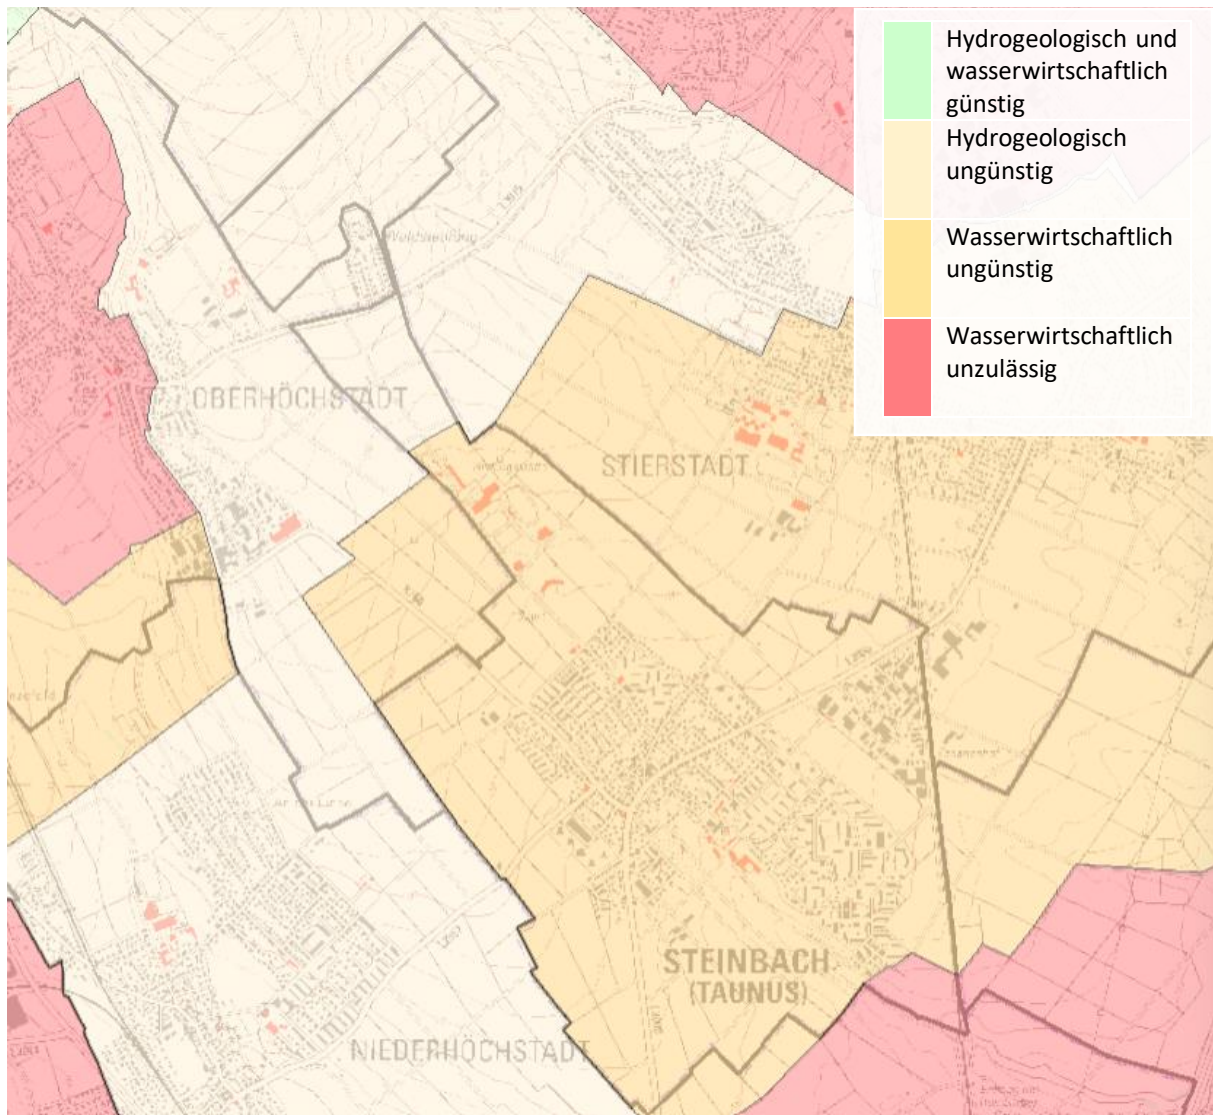 Hydrogeologisch und
wasserwirtschaftlich
günstig
Hydrogeologisch
ungünstig
Wasserwirtschaftlich
ungünstig
Wasserwirtschaftlich
unzulässig
OBERHÖCHSTADT
STIERSTADT
STEINBACH
(TAUNUS)
NIEDERHÖCHSTADT